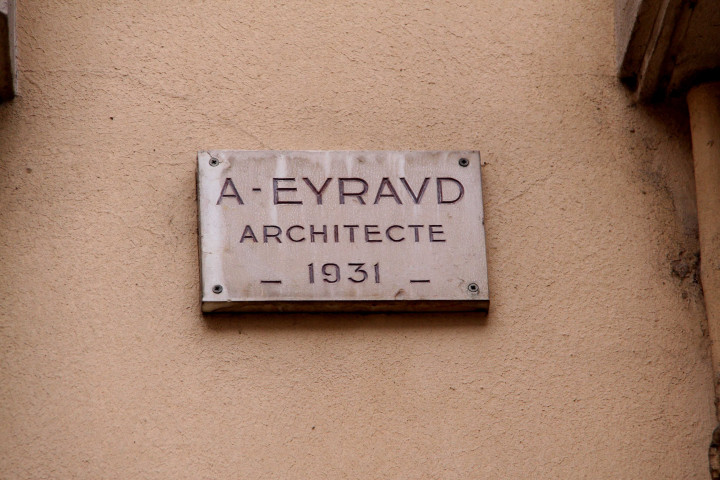 A-EYRAVD
ARCHITECTE
_ 1931 _